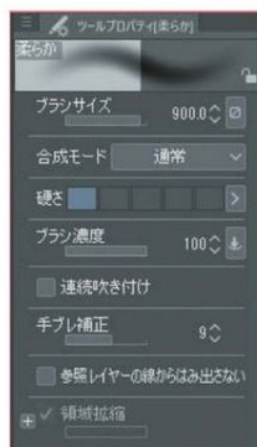 ツールプロパティ[柔らか]
柔らか
ブラシサイズ 900.0
合成モード 通常
硬さ
ブラシ濃度 100
連続吹き付け
手ブレ補正 9
参照レイヤーの線からはみ出さない
領域拡縮